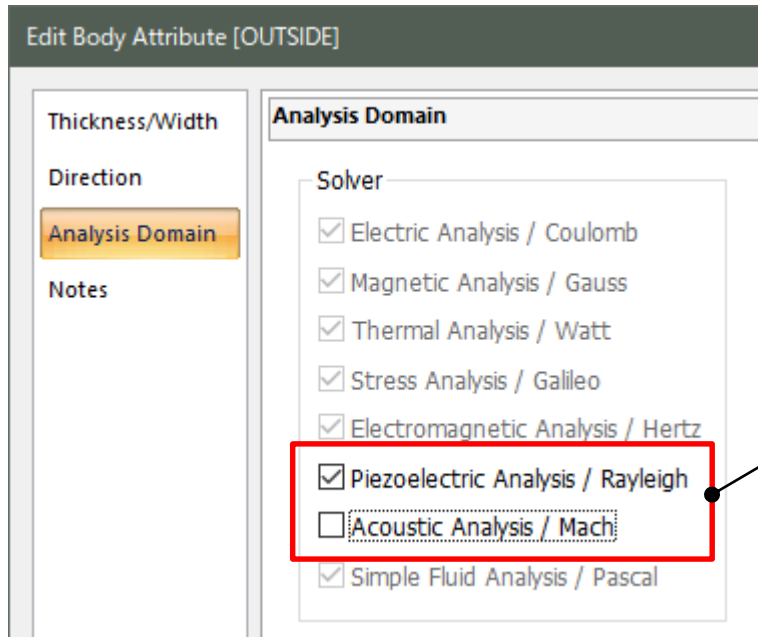 Edit Body Attribute [OUTSIDE]
Thickness/Width
Direction
Analysis Domain
Notes
Analysis Domain
Solver
Electric Analysis / Coulomb
Magnetic Analysis / Gauss
Thermal Analysis / Watt
Stress Analysis / Galileo
Electromagnetic Analysis / Hertz
Piezoelectric Analysis / Rayleigh
Acoustic Analysis / Mach
Simple Fluid Analysis / Pascal